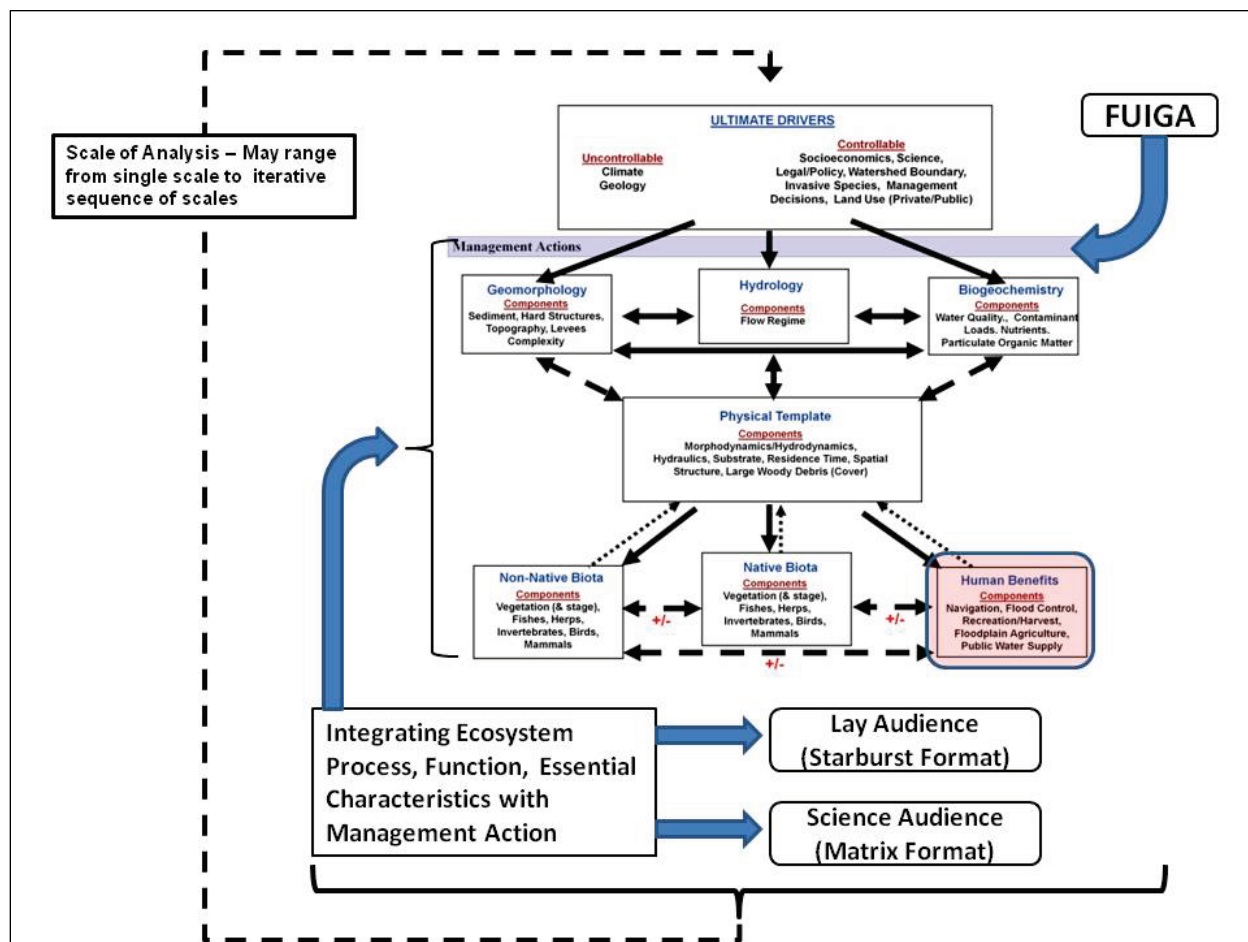 ULTIMATE DRIVERS
Uncontrollable
Climate
Geology
Controllable
Socioeconomics, Science,
Legal/Policy, Watershed Boundary,
Invasive Species, Management
Decisions, Land Use (Private/Public)
FUIGA
Scale of Analysis – May range
from single scale to iterative
sequence of scales
Management Actions
Geomorphology
Components
Sediment, Hard Structures,
Topography, Levees
Complexity
Hydrology
Components
Flow Regime
Biogeochemistry
Components
Water Quality., Contaminant
Loads. Nutrients.
Particulate Organic Matter
Physical Template
Components
Morphodynamics/Hydrodynamics,
Hydraulics, Substrate, Residence Time, Spatial
Structure, Large Woody Debris (Cover)
Non-Native Biota
Components
Vegetation (& stage),
Fishes, Herps,
Invertebrates, Birds,
Mammals
+/-
Native Biota
Components
Vegetation (& stage),
Fishes, Herps,
Invertebrates, Birds,
Mammals
+/-
Human Benefits
Components
Navigation, Flood Control,
Recreation/Harvest,
Floodplain Agriculture,
Public Water Supply
+/-
Integrating Ecosystem
Process, Function, Essential
Characteristics with
Management Action
Lay Audience
(Starburst Format)
Science Audience
(Matrix Format)